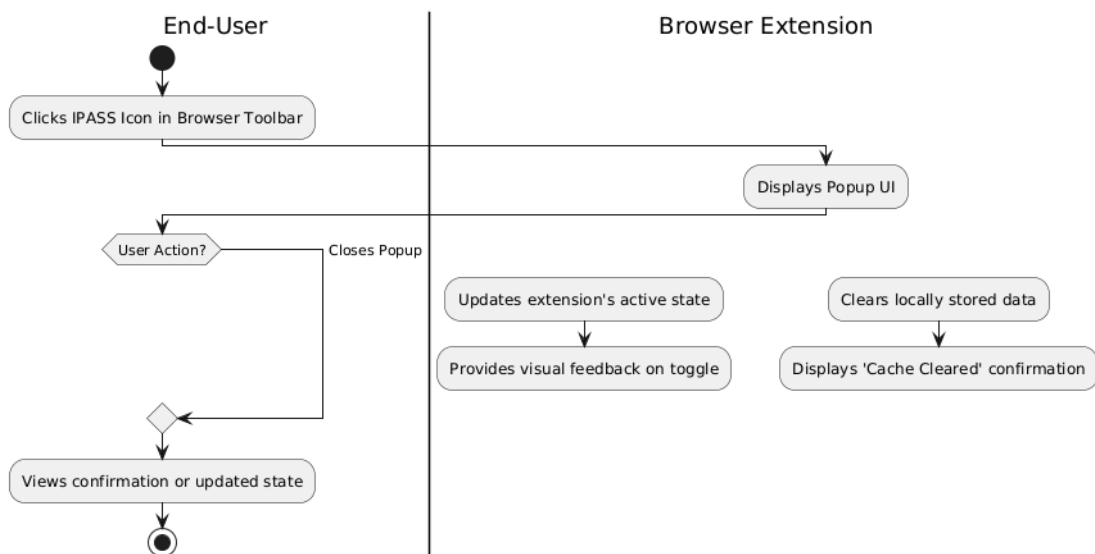 End-User
Browser Extension
Clicks IPASS Icon in Browser Toolbar
Displays Popup UI
User Action?
Closes Popup
Updates extension's active state
Clears locally stored data
Provides visual feedback on toggle
Displays 'Cache Cleared' confirmation
Views confirmation or updated state